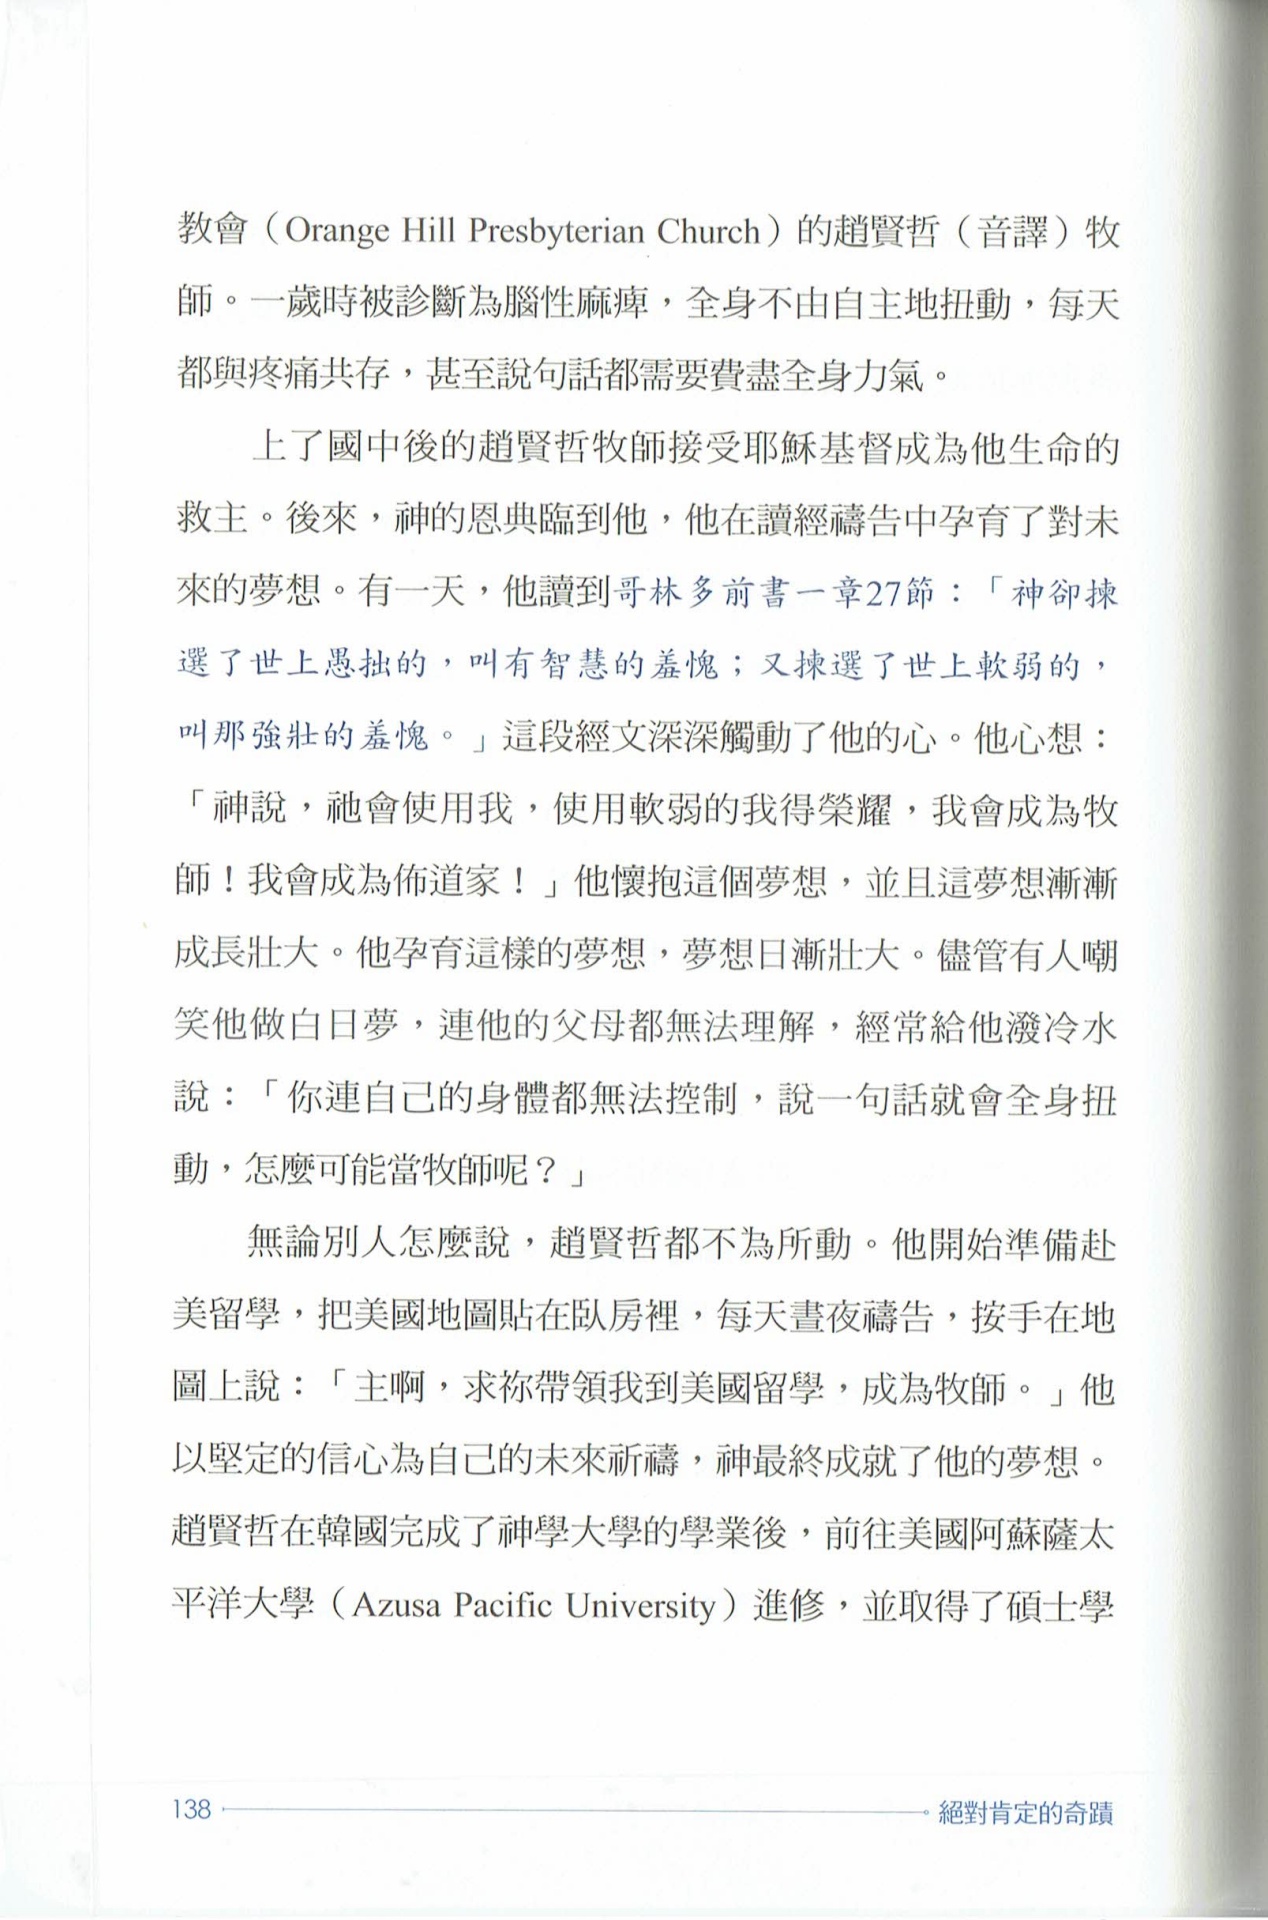 教會（Orange Hill Presbyterian Church）的趙賢哲（音譯）牧
師。一歲時被診斷為腦性麻痺，全身不由自主地扭動，每天
都與疼痛共存，甚至說句話都需要費盡全身力氣。
上了國中後的趙賢哲牧師接受耶穌基督成為他生命的
救主。後來，神的恩典臨到他，他在讀經禱告中孕育了對未
來的夢想。有一天，他讀到哥林多前書一章27節：「神卻揀
選了世上愚拙的，叫有智慧的羞愧；又揀選了世上軟弱的，
叫那強壯的羞愧。」這段經文深深觸動了他的心。他心想：
「神說，祂會使用我，使用軟弱的我得榮耀，我會成為牧
師！我會成為佈道家！」他懷抱這個夢想，並且這夢想漸漸
成長壯大。他孕育這樣的夢想，夢想日漸壯大。儘管有人嘲
笑他做白日夢，連他的父母都無法理解，經常給他潑冷水
說：「你連自己的身體都無法控制，說一句話就會全身扭
動，怎麼可能當牧師呢？」
無論別人怎麼說，趙賢哲都不為所動。他開始準備赴
美留學，把美國地圖貼在臥房裡，每天晝夜禱告，按手在地
圖上說：「主啊，求祢帶領我到美國留學，成為牧師。」他
以堅定的信心為自己的未來祈禱，神最終成就了他的夢想。
趙賢哲在韓國完成了神學大學的學業後，前往美國阿蘇薩太
平洋大學（Azusa Pacific University）進修，並取得了碩士學
138 絕對肯定的奇蹟